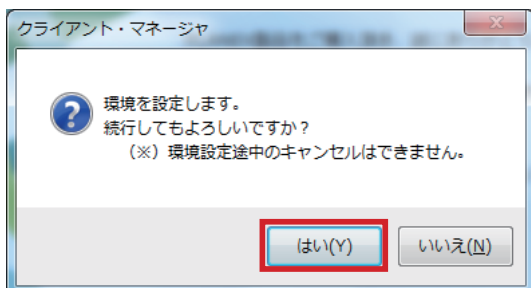 クライアント・マネージャ
環境を設定します。
続行してもよろしいですか？
（※）環境設定途中のキャンセルはできません。
はい(Y)
いいえ(N)